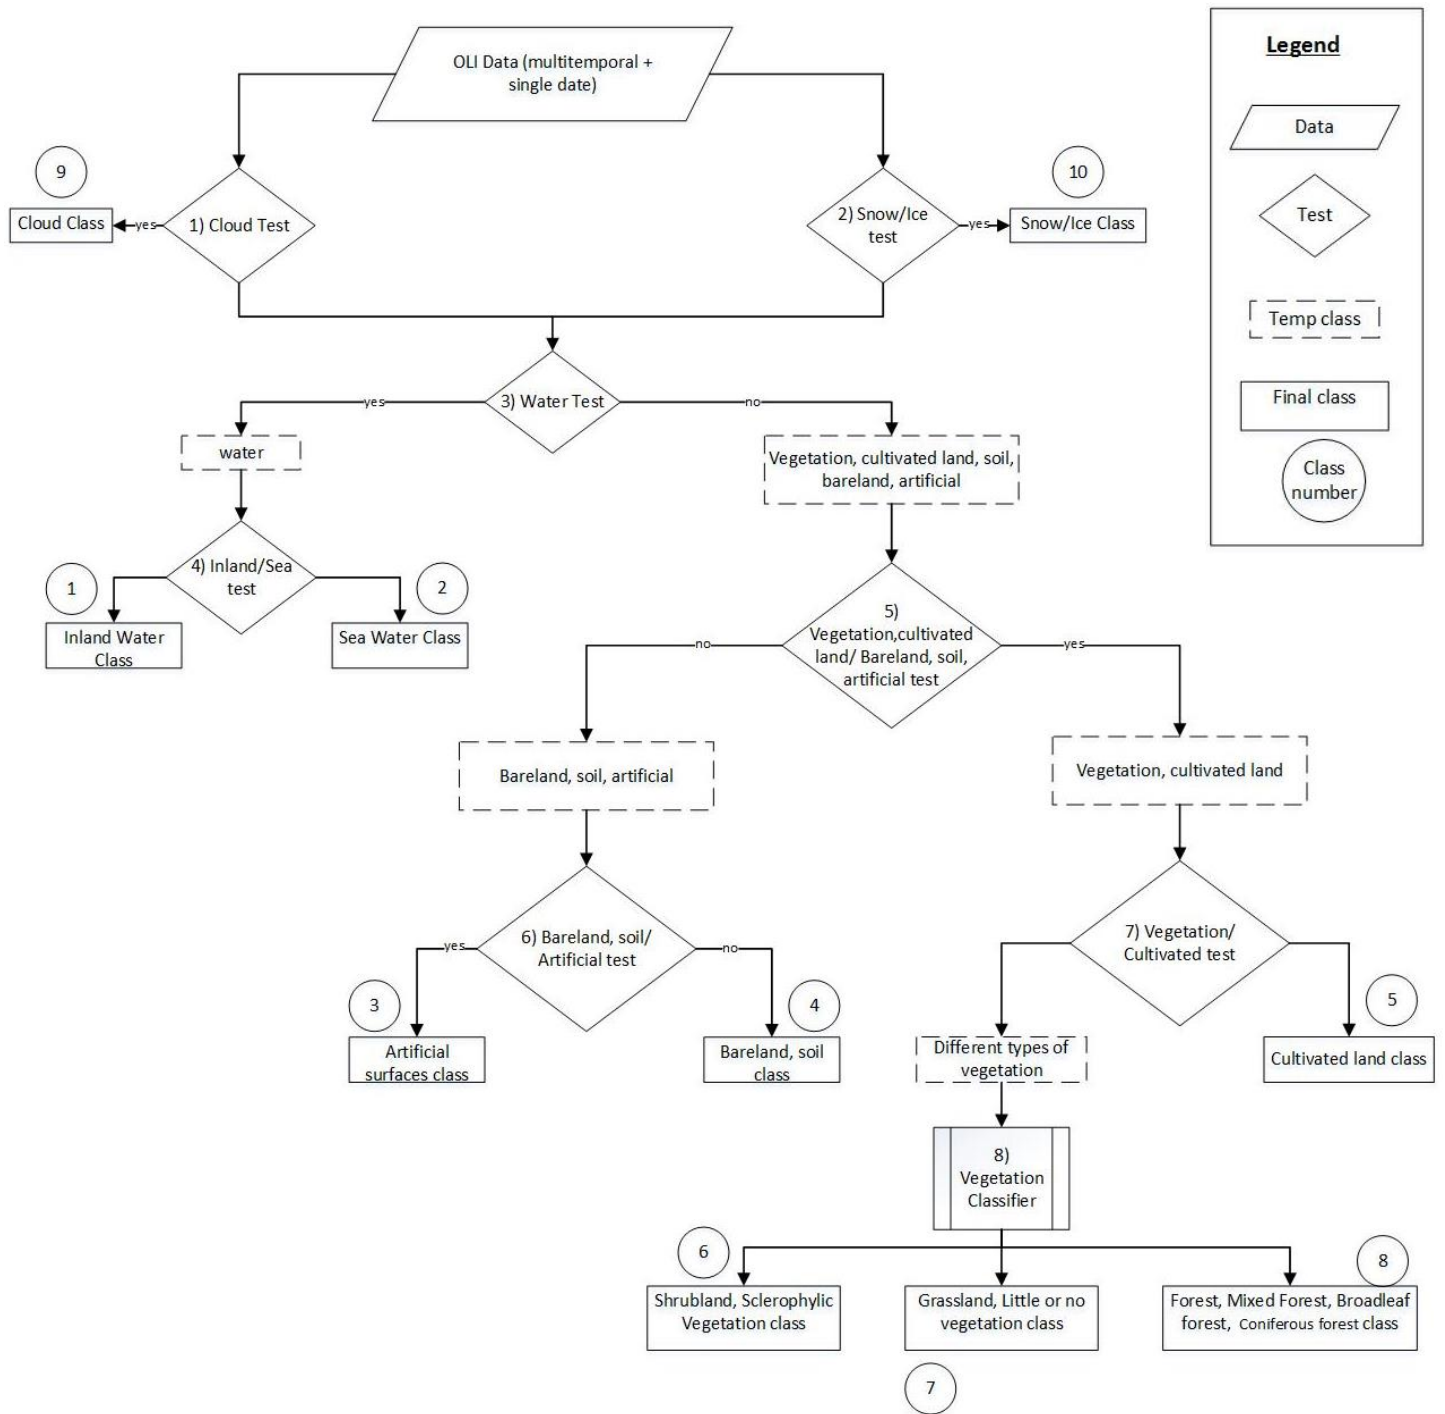 OLI Data (multitemporal +
single date)
Legend
Data
Test
Temp class
Final class
Class
number
9
Cloud Class
yes
1) Cloud Test
2) Snow/Ice
test
yes
10
Snow/Ice Class
3) Water Test
yes
no
water
Vegetation, cultivated land, soil,
bareland, artificial
4) Inland/Sea
test
1
Inland Water
Class
2
Sea Water Class
5)
Vegetation,cultivated
land/ Bareland, soil,
artificial test
no
yes
Bareland, soil, artificial
Vegetation, cultivated land
6) Bareland, soil/
Artificial test
yes
no
3
Artificial
surfaces class
4
Bareland, soil
class
7) Vegetation/
Cultivated test
Different types of
vegetation
5
Cultivated land class
8)
Vegetation
Classifier
6
Shrubland, Sclerophylic
Vegetation class
Grassland, Little or no
vegetation class
7
8
Forest, Mixed Forest, Broadleaf
forest, Coniferous forest class